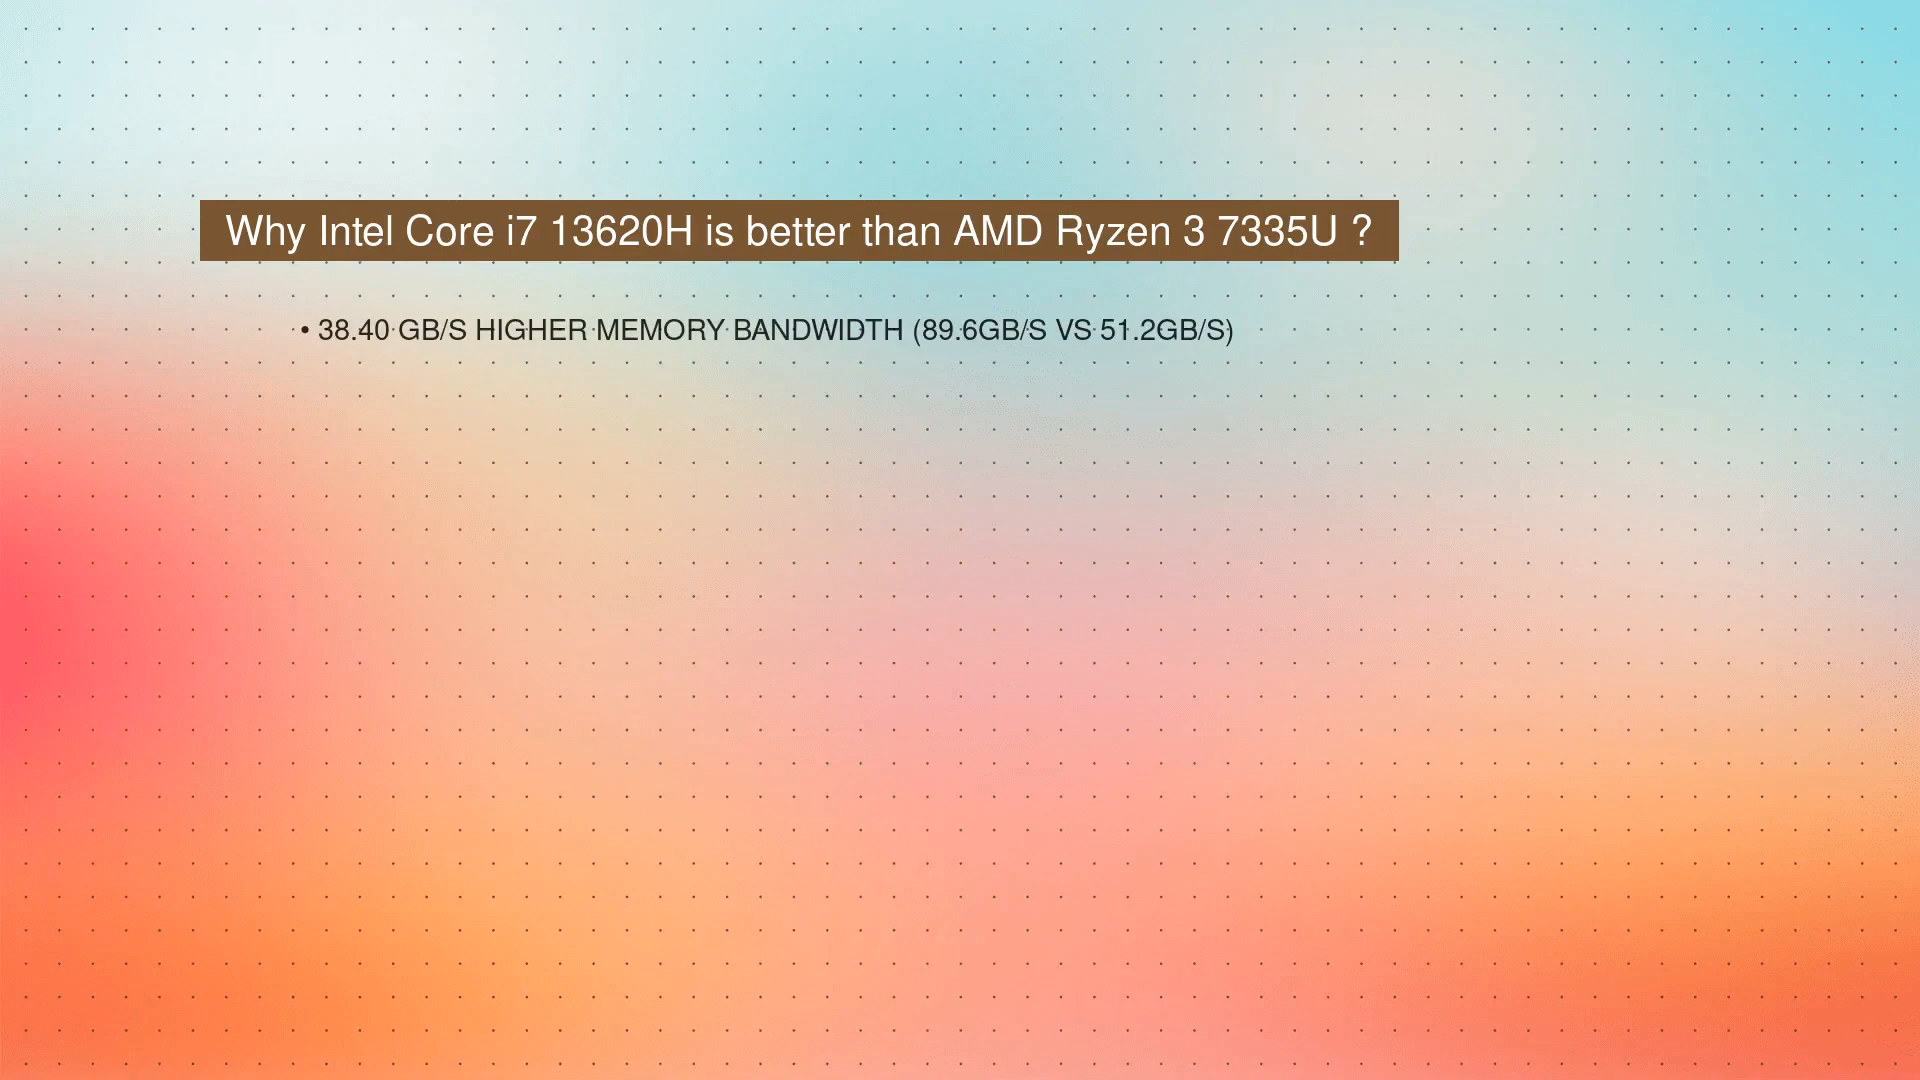 Why Intel Core i7 13620H is better than AMD Ryzen 3 7335U ?
• 38.40 GB/S HIGHER MEMORY BANDWIDTH (89.6GB/S VS 51.2GB/S)